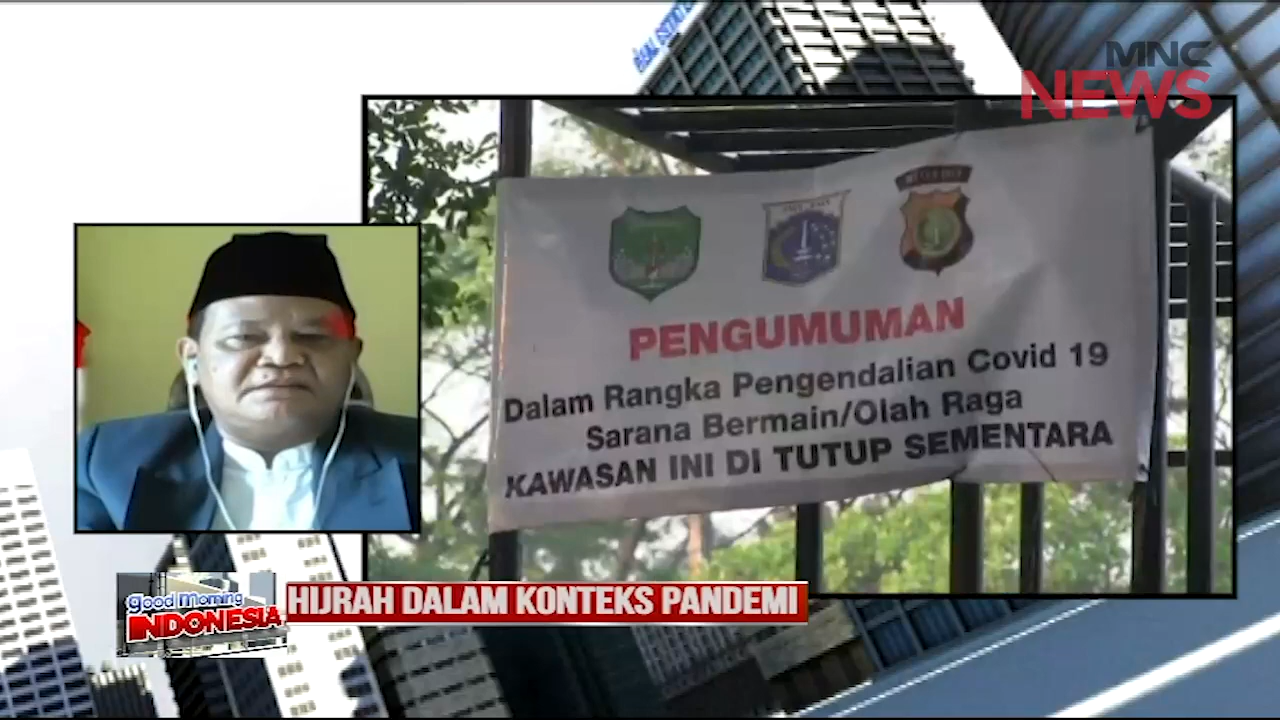 MNC
NEWS
PENGUMUMAN
Dalam Rangka Pengendalian Covid 19
Sarana Bermain/Olah Raga
KAWASAN INI DI TUTUP SEMENTARA
good morning
INDONESIA
HIJRAH DALAM KONTEKS PANDEMI